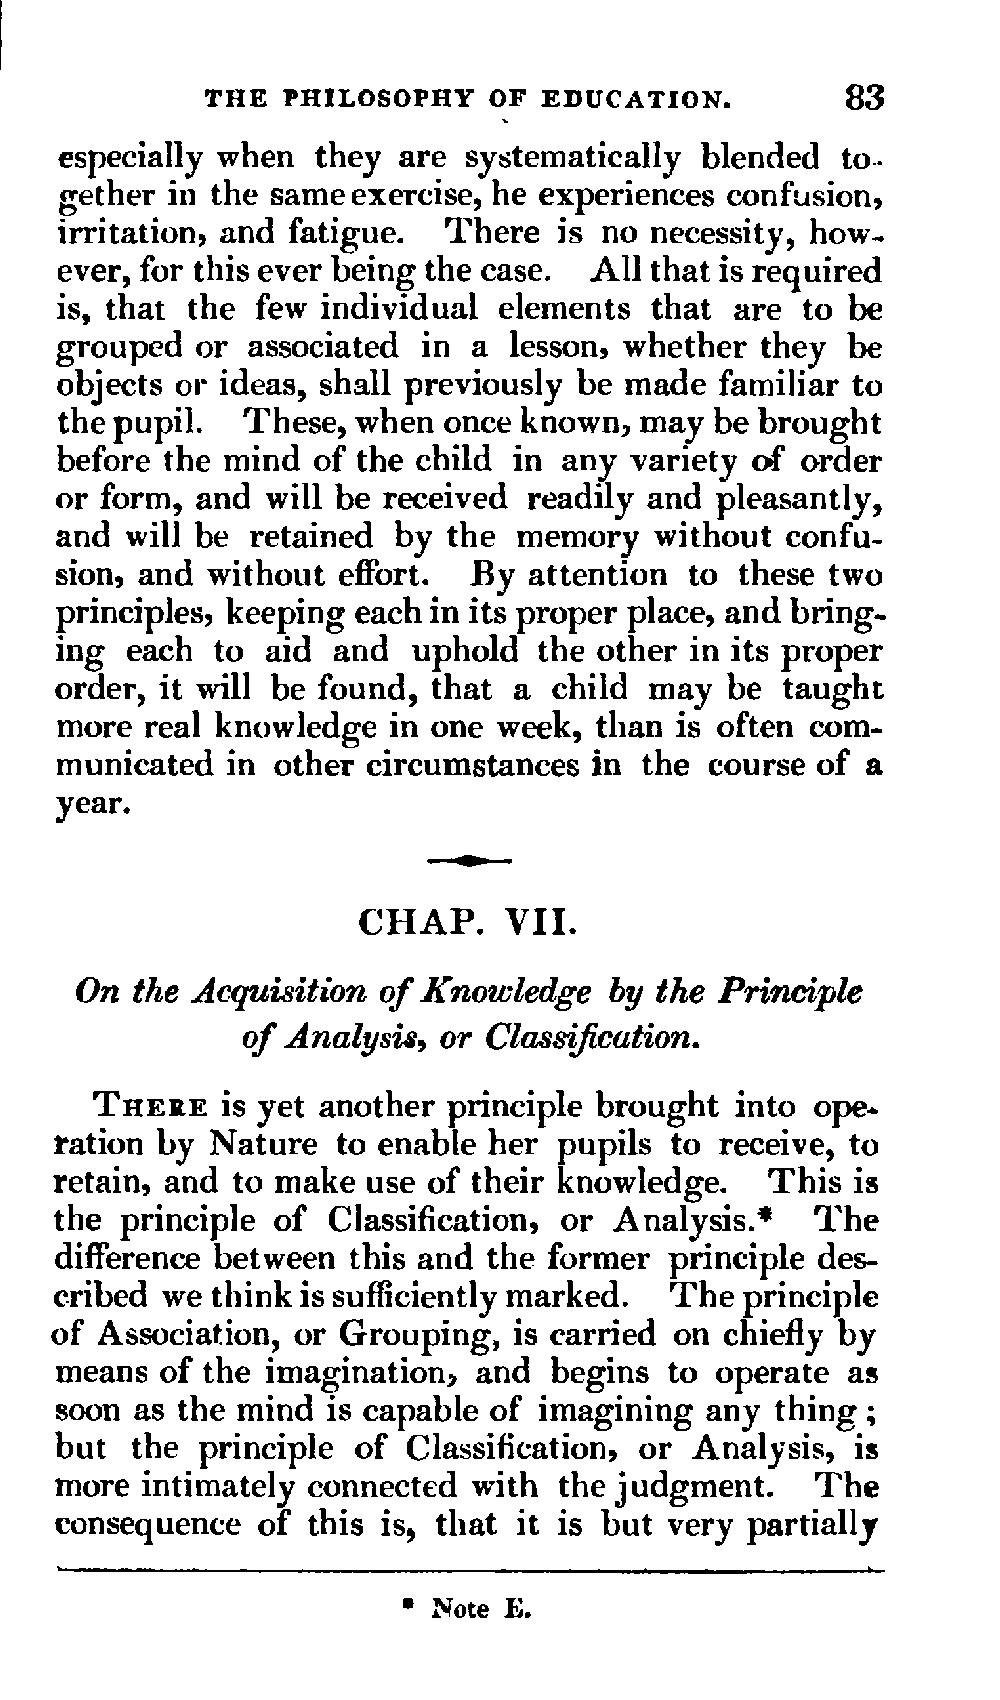 THE PHILOSOPHY OF EDUCATION. 83
especially when they are systematically blended to-
gether in the same exercise, he experiences confusion,
irritation, and fatigue. There is no necessity, how-
ever, for this ever being the case. All that is required
is, that the few individual elements that are to be
grouped or associated in a lesson, whether they be
objects or ideas, shall previously be made familiar to
the pupil. These, when once known, may be brought
before the mind of the child in any variety of order
or form, and will be received readily and pleasantly,
and will be retained by the memory without confu-
sion, and without effort. By attention to these two
principles, keeping each in its proper place, and bring-
ing each to aid and uphold the other in its proper
order, it will be found, that a child may be taught
more real knowledge in one week, than is often com-
municated in other circumstances in the course of a
year.
CHAP. VII.
On the Acquisition of Knowledge by the Principle
of Analysis, or Classification.
THERE is yet another principle brought into ope-
ration by Nature to enable her pupils to receive, to
retain, and to make use of their knowledge. This is
the principle of Classification, or Analysis.* The
difference between this and the former principle des-
cribed we think is sufficiently marked. The principle
of Association, or Grouping, is carried on chiefly by
means of the imagination, and begins to operate as
soon as the mind is capable of imagining any thing;
but the principle of Classification, or Analysis, is
more intimately connected with the judgment. The
consequence of this is, that it is but very partially
* Note E.